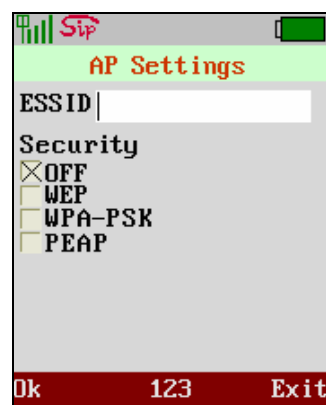 Sip
AP Settings
ESSID
Security
OFF
WEP
WPA-PSK
PEAP
Ok 123 Exit